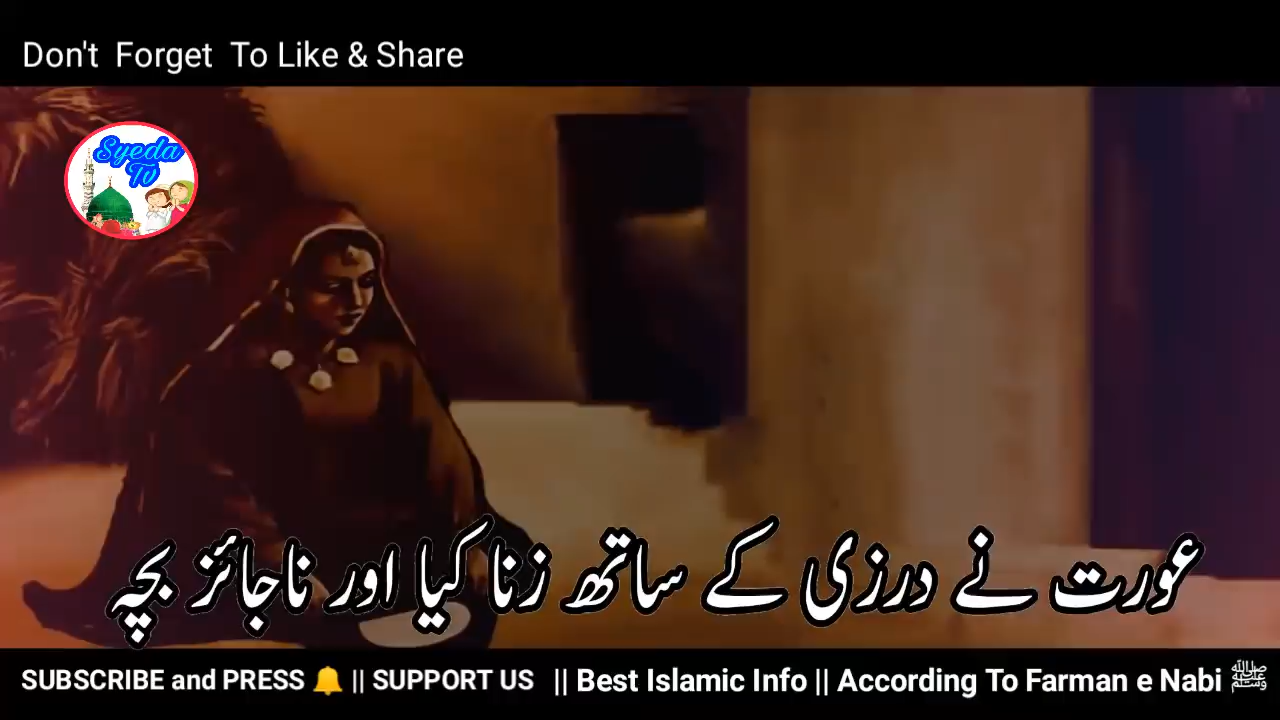 Don't Forget To Like & Share
Syeda
Tv
عورت نے درزی کے ساتھ زنا کیا اور ناجائز بچہ
SUBSCRIBE and PRESS 🔔 || SUPPORT US || Best Islamic Info || According To Farman e Nabi ﷺ